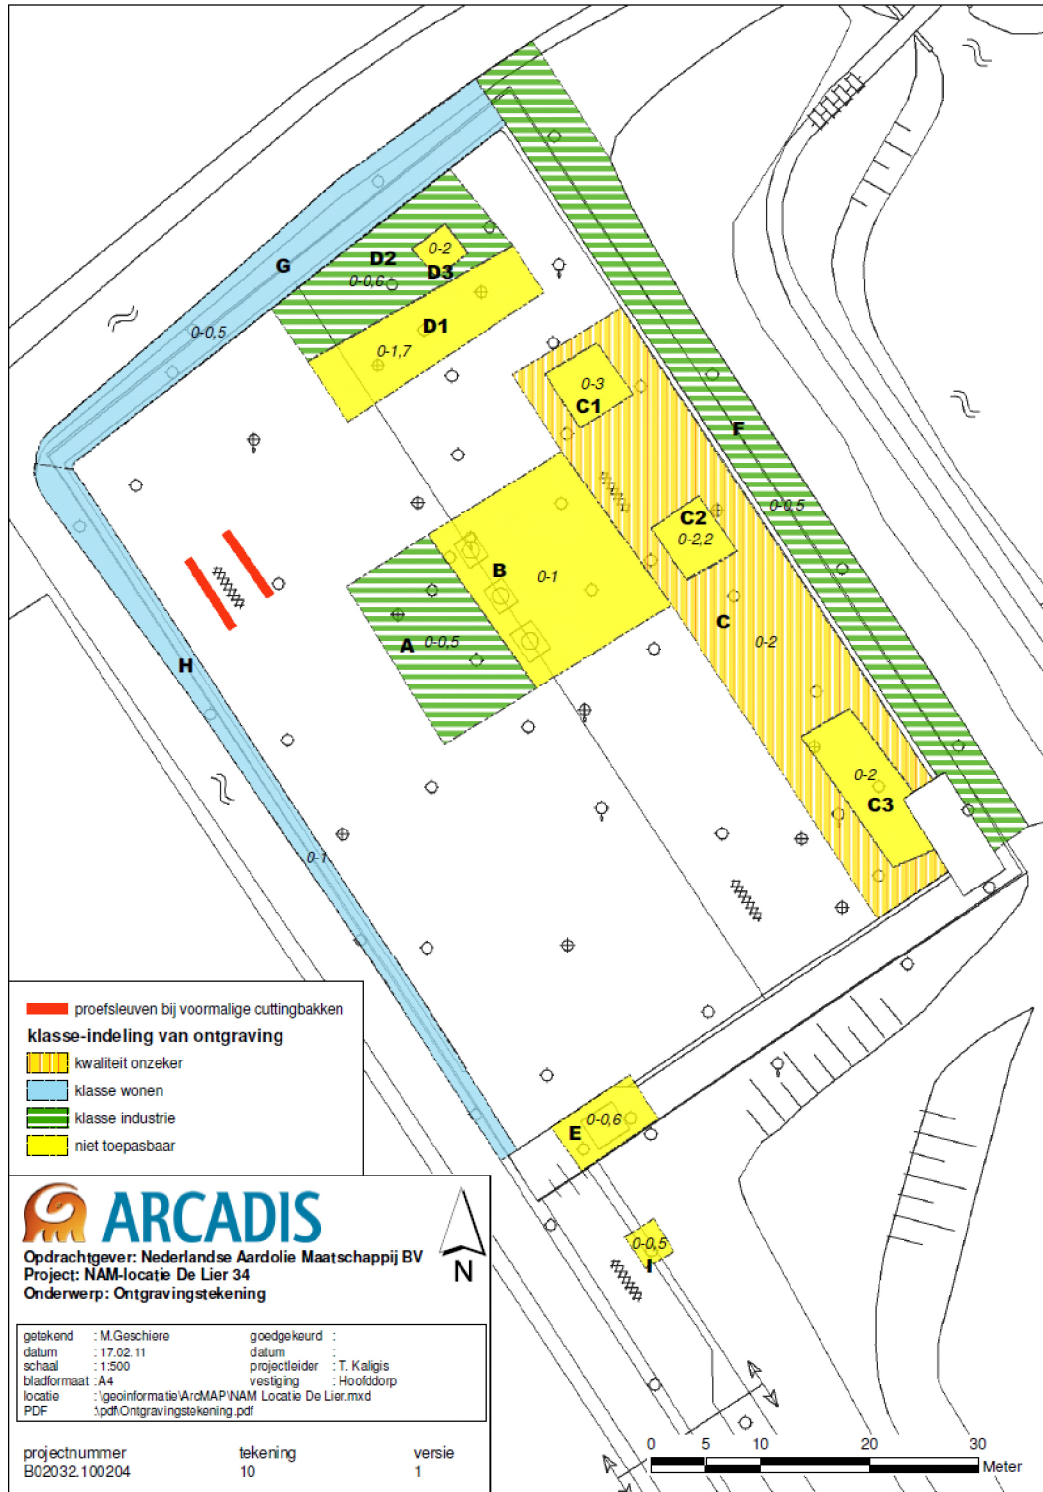 G
D2
0-0,6
0-2
D3
0-0,5
D1
0-1,7
0-3
C1
F
C2
0-2,2
0-0,5
B
0-1
A
0-0,5
C
0-2
H
0-2
C3
0-1
E
0-0,6
0-0,5
I
proefsleuven bij voormalige cuttingbakken
klasse-indeling van ontgraving
kwaliteit onzeker
klasse wonen
klasse industrie
niet toepasbaar
ARCADIS
N
Opdrachtgever: Nederlandse Aardolie Maatschappij BV
Project: NAM-locatie De Lier 34
Onderwerp: Ontgravingstekening
getekend : M.Geschiere goedgekeurd :
datum : 17.02.11 datum :
schaal : 1:500 projectleider : T. Kaligis
bladformaat : A4 vestiging : Hoofddorp
locatie : \geoinformatie\ArcMAP\NAM Locatie De Lier.mxd
PDF :\pdf\Ontgravingstekening.pdf
projectnummer tekening versie
B02032.100204 10 1
0 5 10 20 30
Meter